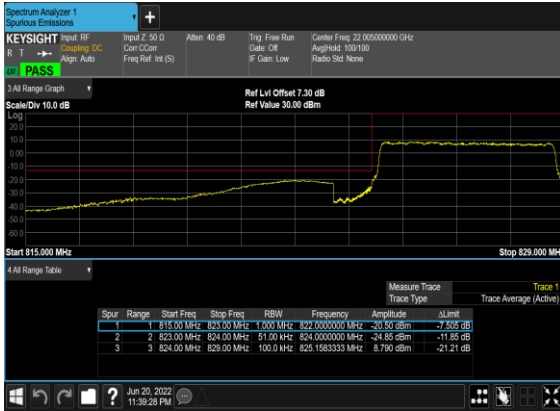 Spectrum Analyzer 1
Spurious Emissions
KEYSIGHT
R T
Input: RF
Coupling: DC
Align: Auto
Input Z: 50 Ω
Corr CCorr
Freq Ref: Int (S)
Atten: 40 dB
Trig: Free Run
Gate: Off
IF Gain: Low
Center Freq: 22.005000000 GHz
Avg|Hold: 100/100
Radio Std: None
PASS
3 All Range Graph
Scale/Div 10.0 dB
Ref Lvl Offset 7.30 dB
Ref Value 30.00 dBm
Log
20.0
10.0
0.00
-10.0
-20.0
-30.0
-40.0
-50.0
-60.0
Start 815.000 MHz
Stop 829.000 MH
4 All Range Table
Measure Trace Trace 1
Trace Type Trace Average (Active)
Spur Range Start Freq Stop Freq RBW Frequency Amplitude ΔLimit
1 1 815.00 MHz 823.00 MHz 1.000 MHz 822.0000000 MHz -20.50 dBm -7.505 dB
2 2 823.00 MHz 824.00 MHz 51.00 kHz 824.0000000 MHz -24.85 dBm -11.85 dB
3 3 824.00 MHz 829.00 MHz 100.0 kHz 825.1583333 MHz 8.790 dBm -21.21 dB
?
Jun 20, 2022
11:39:28 PM